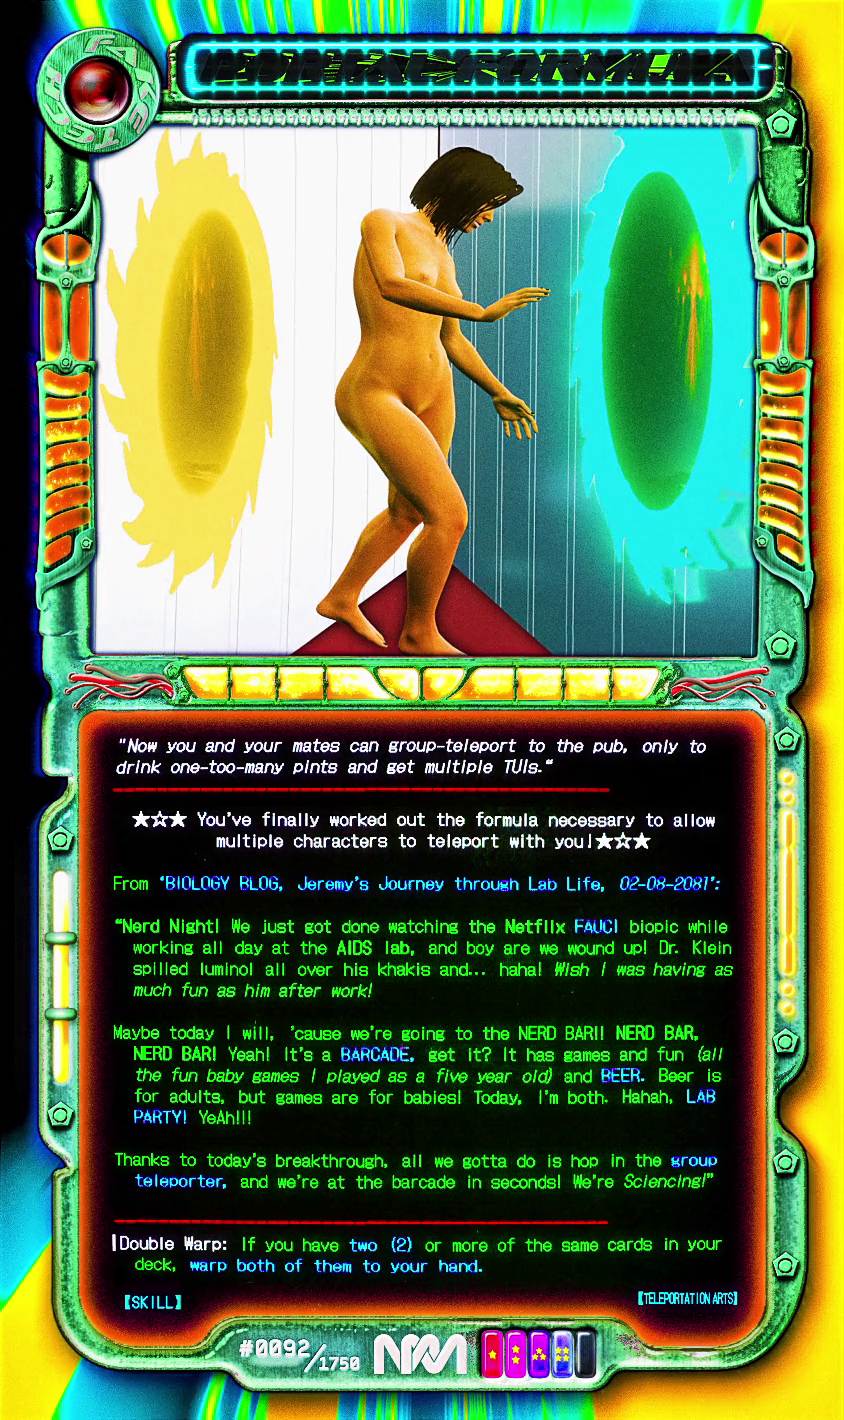 FAKETECH
PORTAL FORMULA
"Now you and your mates can group-teleport to the pub, only to
drink one-too-many pints and get multiple TUIs."
★☆★ You've finally worked out the formula necessary to allow
multiple characters to teleport with you!★☆★
From 'BIOLOGY BLOG, Jeremy's Journey through Lab Life, 02-08-2081':
"Nerd Night! We just got done watching the Netflix FAUCI biopic while
working all day at the AIDS lab, and boy are we wound up! Dr. Klein
spilled luminol all over his khakis and... haha! Wish I was having as
much fun as him after work!
Maybe today I will, 'cause we're going to the NERD BAR!! NERD BAR,
NERD BAR! Yeah! It's a BARCADE, get it? It has games and fun (all
the fun baby games I played as a five year old) and BEER. Beer is
for adults, but games are for babies! Today, I'm both. Hahah, LAB
PARTY! YeAh!!!
Thanks to today's breakthrough, all we gotta do is hop in the group
teleporter, and we're at the barcade in seconds! We're Sciencing!"
Double Warp: If you have two (2) or more of the same cards in your
deck, warp both of them to your hand.
【SKILL】
【TELEPORTATION ARTS】
#0092/1750